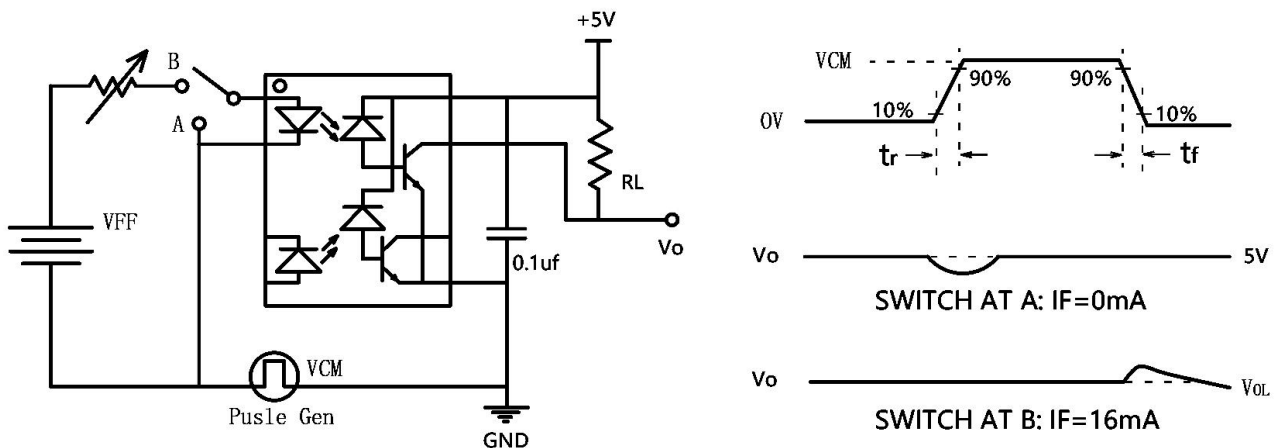 +5V
B
A
VFF
RL
Vo
0.1uf
VCM
Pusle Gen
GND
VCM
90%
90%
10%
10%
0V
tr
tf
Vo
5V
SWITCH AT A: IF=0mA
Vo
VOL
SWITCH AT B: IF=16mA